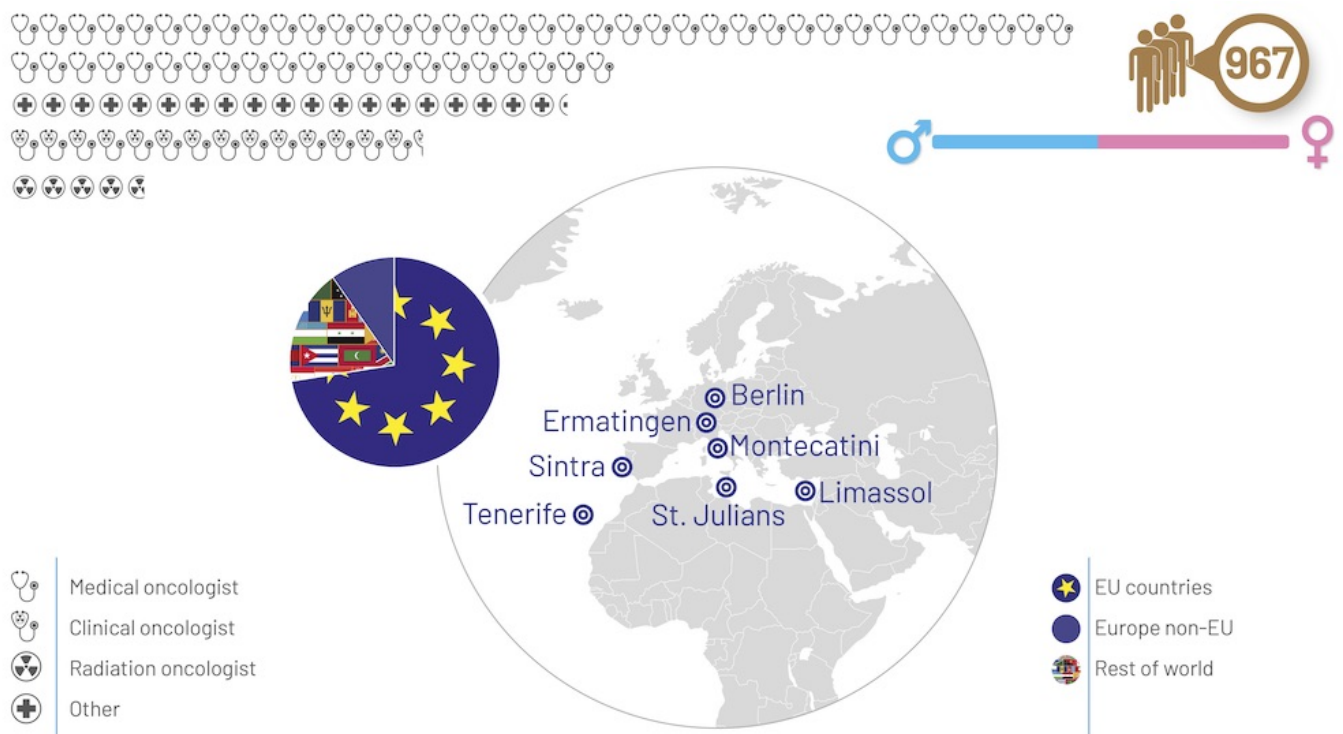 967
Berlin
Ermatingen
Montecatini
Sintra
Limassol
Tenerife
St. Julians
Medical oncologist
Clinical oncologist
Radiation oncologist
Other
EU countries
Europe non-EU
Rest of world